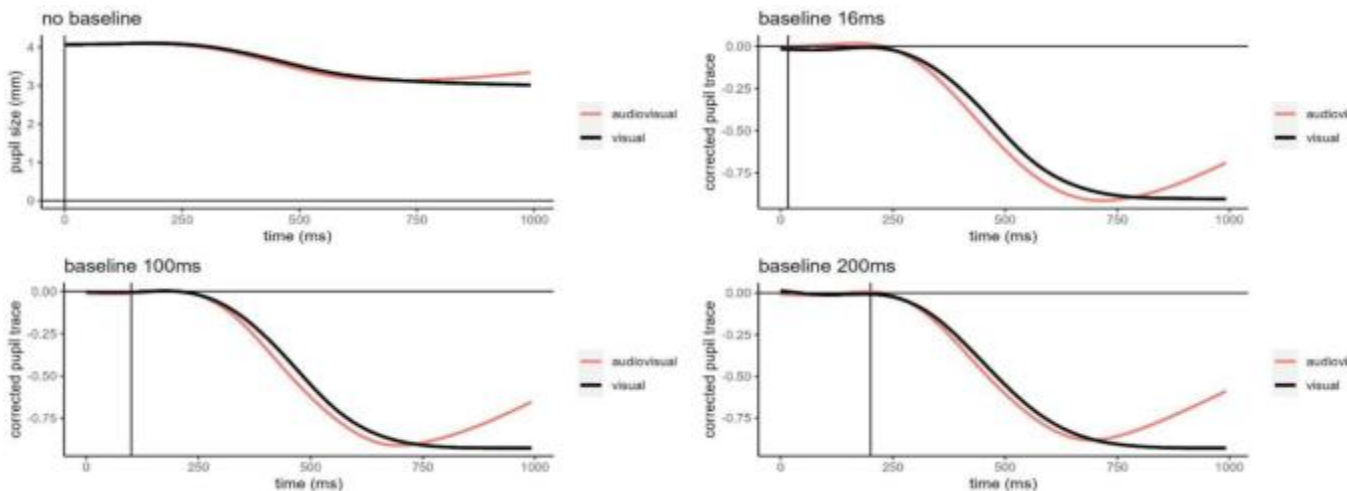 no baseline
pupil size (mm)
4
3
2
1
0
0
250
500
750
1000
time (ms)
audiovisual
visual
baseline 16ms
corrected pupil trace
0.00
-0.25
-0.50
-0.75
0
250
500
750
1000
time (ms)
audiovi
visual
baseline 100ms
corrected pupil trace
0.00
-0.25
-0.50
-0.75
0
250
500
750
1000
time (ms)
audiovisual
visual
baseline 200ms
corrected pupil trace
0.00
-0.25
-0.50
-0.75
0
250
500
750
1000
time (ms)
audiovi
visual